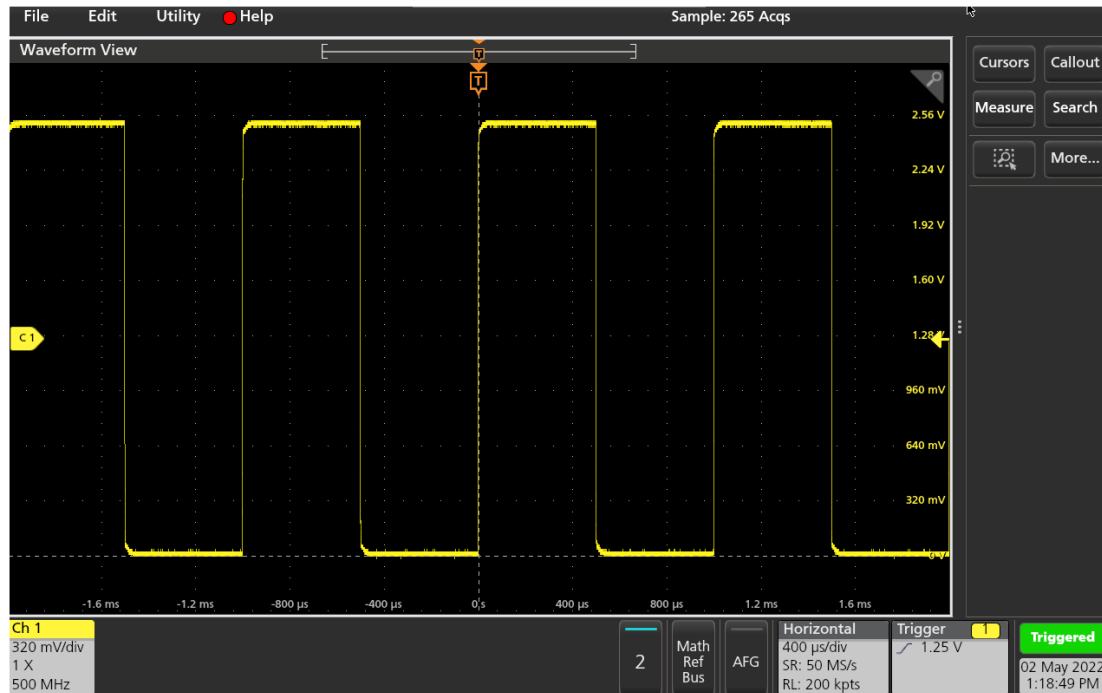 File Edit Utility Help Sample: 265 Acqs
Waveform View
T
T
Cursors Callout
Measure Search
More...
2.56 V
2.24 V
1.92 V
1.60 V
C 1
1.28 V
960 mV
640 mV
320 mV
0 V
-1.6 ms -1.2 ms -800 µs -400 µs 0 s 400 µs 800 µs 1.2 ms 1.6 ms
Ch 1
320 mV/div
1 X
500 MHz
2
Math
Ref
Bus
AFG
Horizontal
400 µs/div
SR: 50 MS/s
RL: 200 kpts
Trigger 1
1.25 V
Triggered
02 May 2022
1:18:49 PM